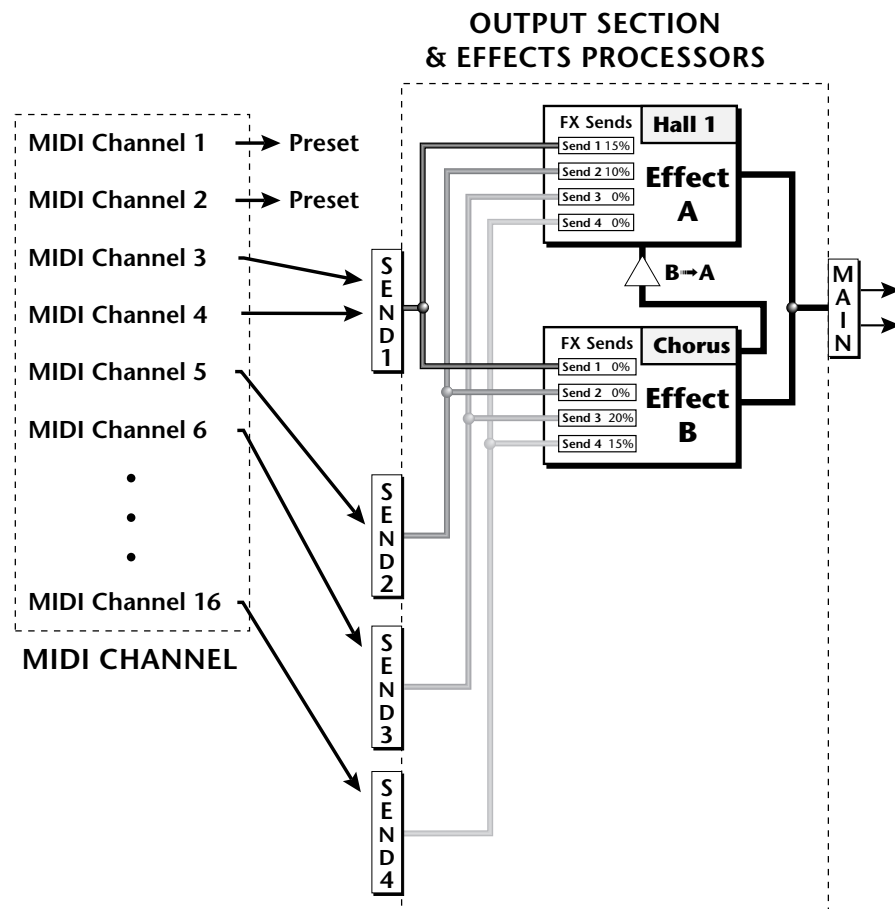 OUTPUT SECTION
& EFFECTS PROCESSORS
MIDI Channel 1
Preset
MIDI Channel 2
Preset
MIDI Channel 3
MIDI Channel 4
MIDI Channel 5
MIDI Channel 6
MIDI Channel 16
MIDI CHANNEL
SEND1
SEND2
SEND3
SEND4
FX Sends
Hall 1
Send 1 15%
Send 2 10%
Send 3 0%
Send 4 0%
Effect
A
B→A
FX Sends
Chorus
Send 1 0%
Send 2 0%
Send 3 20%
Send 4 15%
Effect
B
MAIN